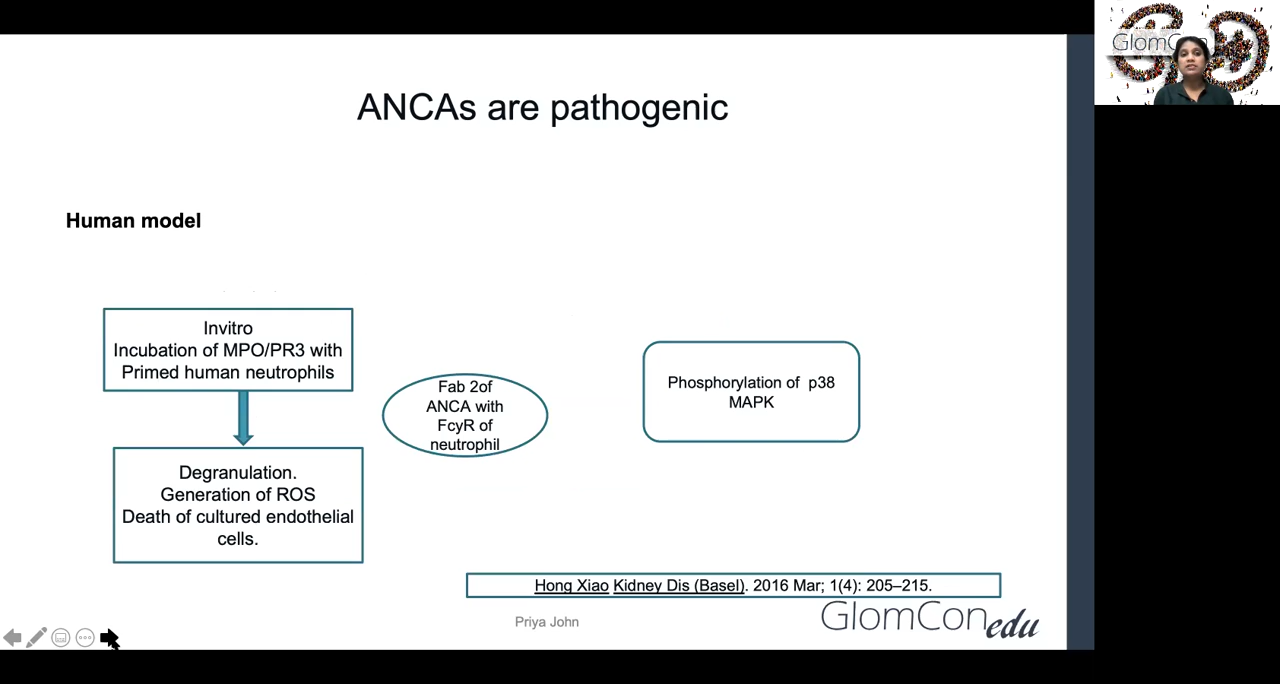 GlomCon
ANCAs are pathogenic
Human model
Invitro
Incubation of MPO/PR3 with
Primed human neutrophils
Degranulation.
Generation of ROS
Death of cultured endothelial
cells.
Fab 2of
ANCA with
FcyR of
neutrophil
Phosphorylation of p38
MAPK
Hong Xiao Kidney Dis (Basel). 2016 Mar; 1(4): 205–215.
Priya John
GlomConedu